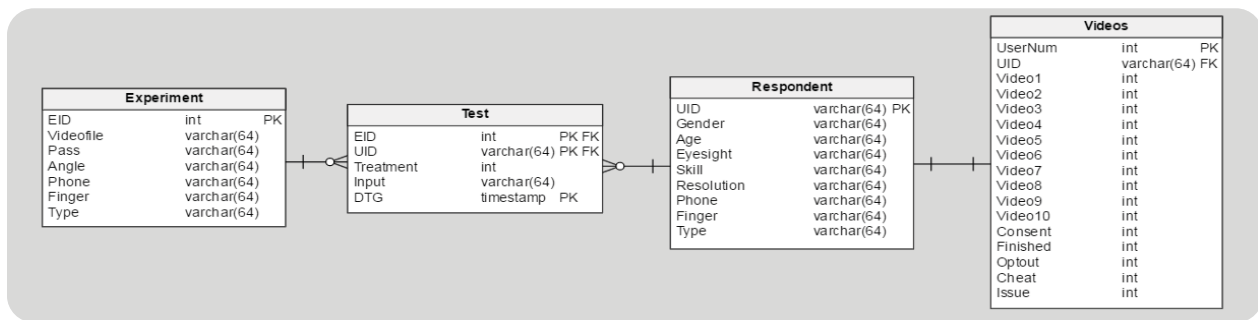 Experiment
EID int PK
Videofile varchar(64)
Pass varchar(64)
Angle varchar(64)
Phone varchar(64)
Finger varchar(64)
Type varchar(64)
Test
EID int PK FK
UID varchar(64) PK FK
Treatment int
Input varchar(64)
DTG timestamp PK
Respondent
UID varchar(64) PK
Gender varchar(64)
Age varchar(64)
Eyesight varchar(64)
Skill varchar(64)
Resolution varchar(64)
Phone varchar(64)
Finger varchar(64)
Type varchar(64)
Videos
UserNum int PK
UID varchar(64) FK
Video1 int
Video2 int
Video3 int
Video4 int
Video5 int
Video6 int
Video7 int
Video8 int
Video9 int
Video10 int
Consent int
Finished int
Optout int
Cheat int
Issue int